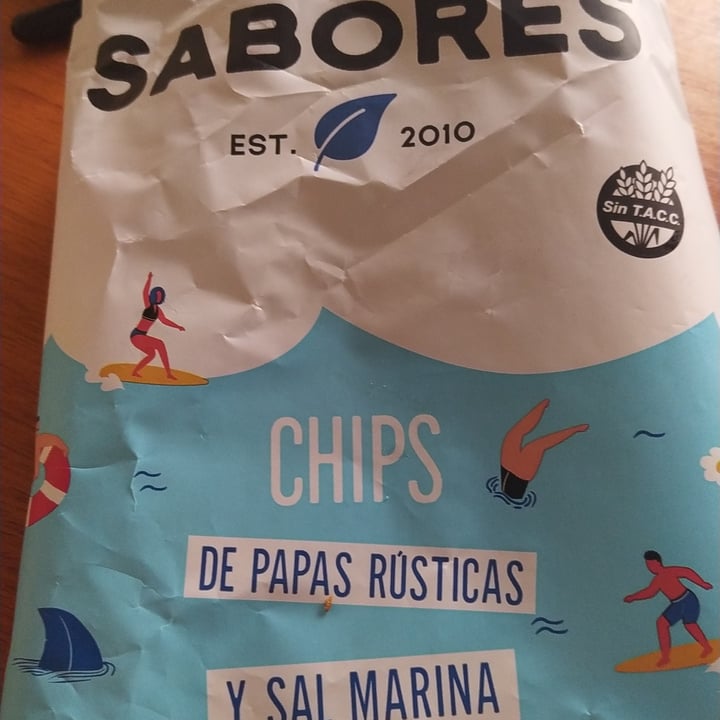 SABORES
EST. 2010
Sin T.A.C.C.
CHIPS
DE PAPAS RÚSTICAS
Y SAL MARINA